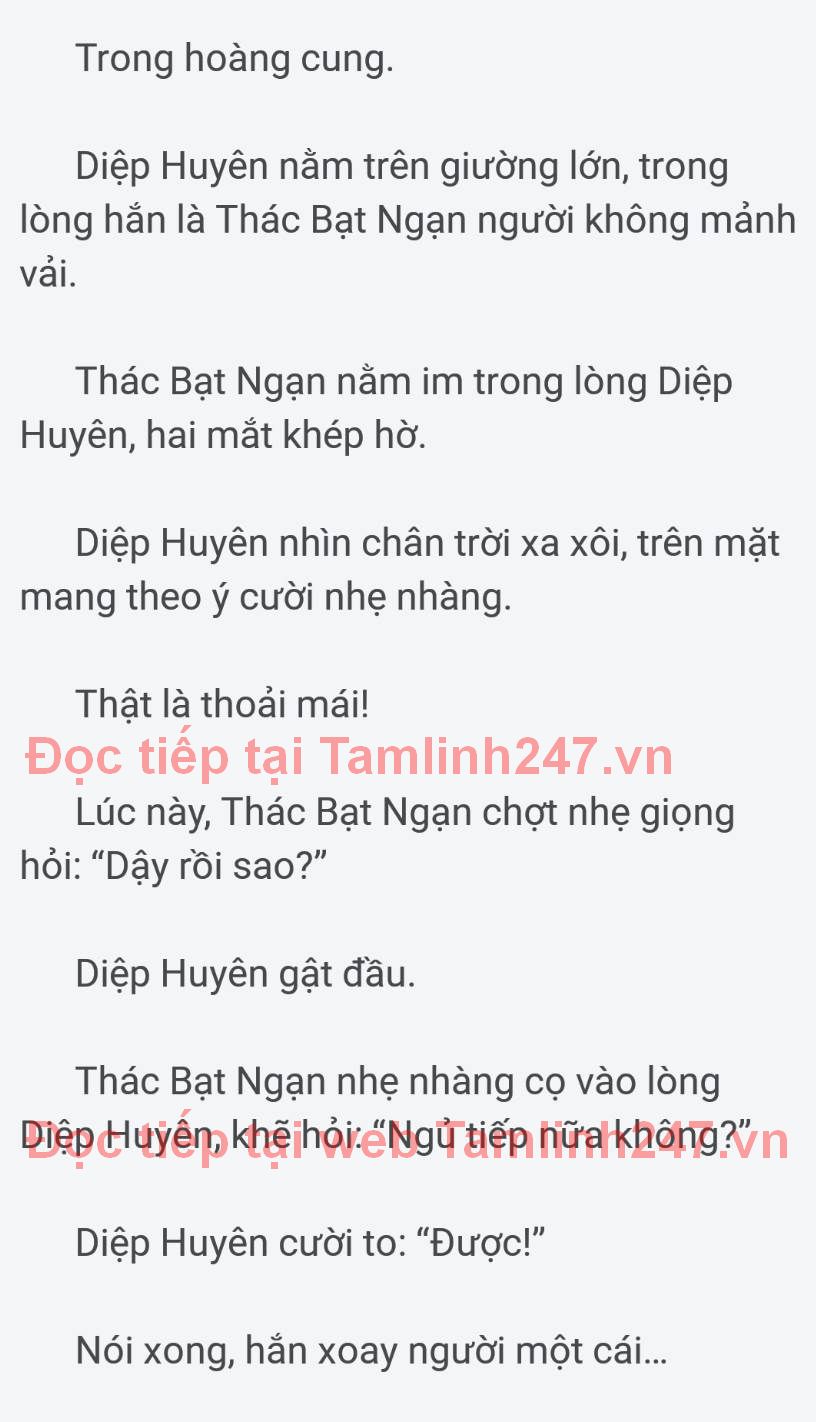 Trong hoàng cung.
Diệp Huyên nằm trên giường lớn, trong
lòng hắn là Thác Bạt Ngạn người không mảnh
vải.
Thác Bạt Ngạn nằm im trong lòng Diệp
Huyên, hai mắt khép hờ.
Diệp Huyên nhìn chân trời xa xôi, trên mặt
mang theo ý cười nhẹ nhàng.
Thật là thoải mái!
Đọc tiếp tại Tamlinh247.vn
Lúc này, Thác Bạt Ngạn chợt nhẹ giọng
hỏi: “Dậy rồi sao?”
Diệp Huyên gật đầu.
Thác Bạt Ngạn nhẹ nhàng cọ vào lòng
Diệp Huyên, khẽ hỏi: “Ngủ tiếp nữa không?”
Đọc tiếp tại web Tamlinh247.vn
Diệp Huyên cười to: “Được!”
Nói xong, hắn xoay người một cái...